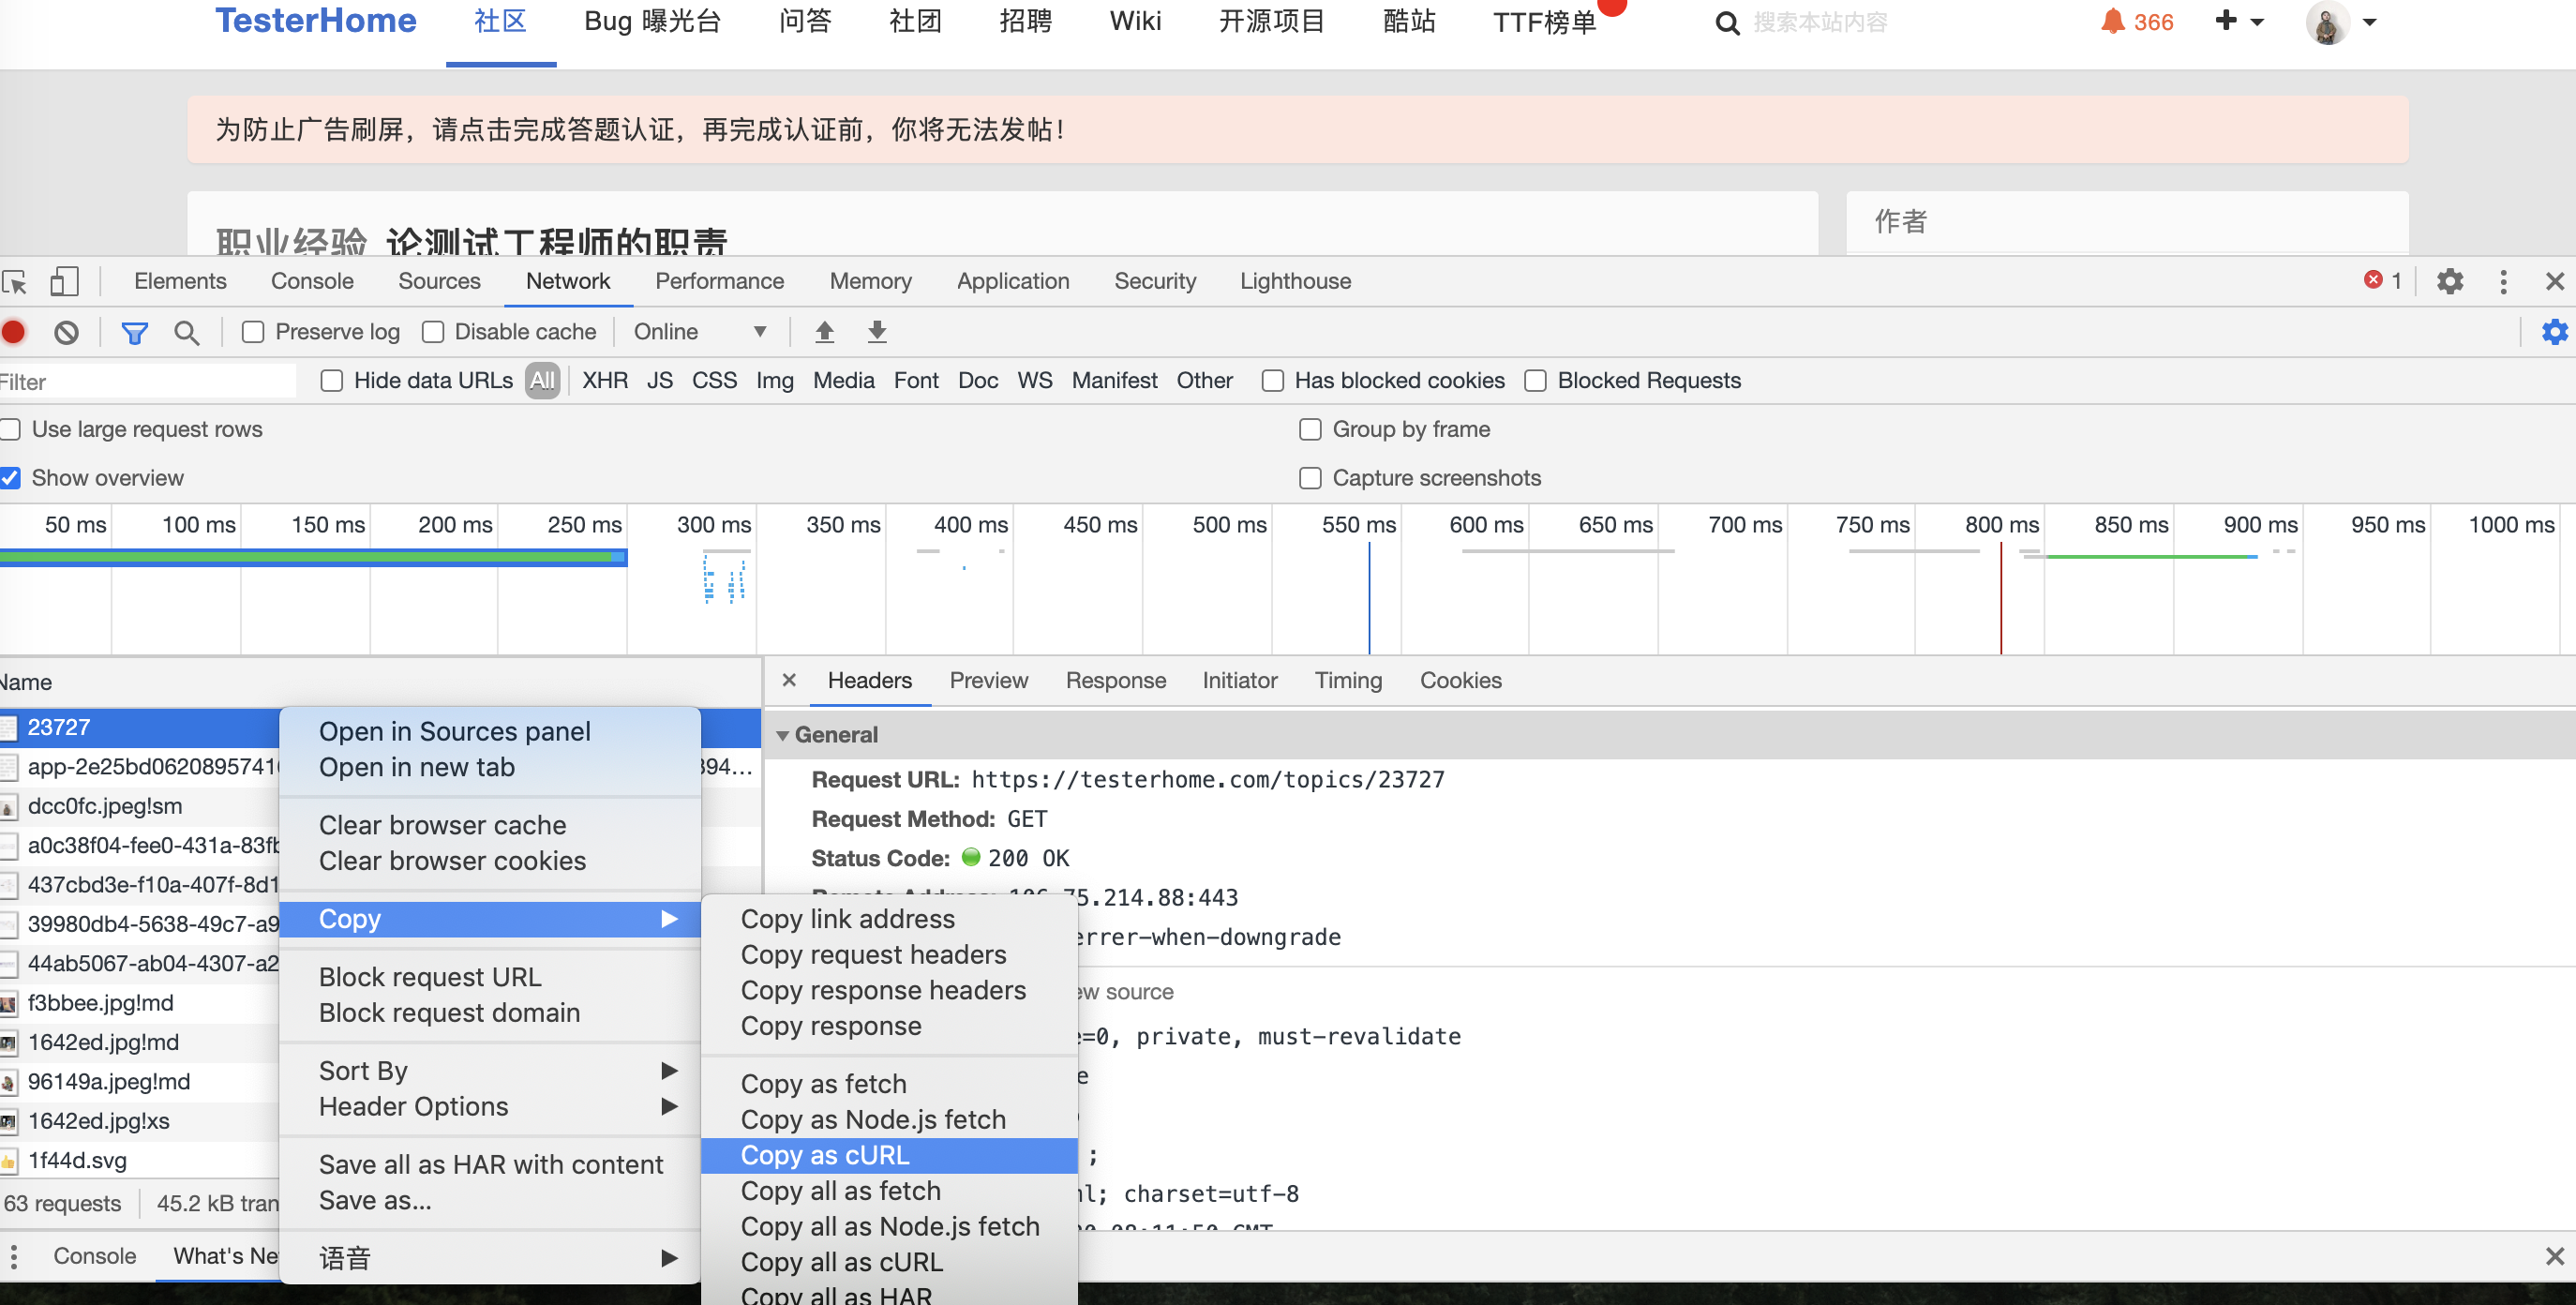 TesterHome 社区 Bug 曝光台 问答 社团 招聘 Wiki 开源项目 酷站 TTF榜单 搜索本站内容 366
为防止广告刷屏，请点击完成答题认证，再完成认证前，你将无法发帖！
职业经验 论测试工程师的职责
作者
Elements Console Sources Network Performance Memory Application Security Lighthouse 1
Preserve log Disable cache Online
Filter Hide data URLs All XHR JS CSS Img Media Font Doc WS Manifest Other Has blocked cookies Blocked Requests
Use large request rows Group by frame
Show overview Capture screenshots
50 ms 100 ms 150 ms 200 ms 250 ms 300 ms 350 ms 400 ms 450 ms 500 ms 550 ms 600 ms 650 ms 700 ms 750 ms 800 ms 850 ms 900 ms 950 ms 1000 ms
Name
23727
app-2e25bd0620895741 394...
dcc0fc.jpeg!sm
a0c38f04-fee0-431a-83fb
437cbd3e-f10a-407f-8d1
39980db4-5638-49c7-a9
44ab5067-ab04-4307-a2
f3bbee.jpg!md
1642ed.jpg!md
96149a.jpeg!md
1642ed.jpg!xs
1f44d.svg
63 requests 45.2 kB tran
Console What's Ne
Open in Sources panel
Open in new tab
Clear browser cache
Clear browser cookies
Copy
Block request URL
Block request domain
Sort By
Header Options
Save all as HAR with content
Save as...
语音
Copy link address
Copy request headers
Copy response headers
Copy response
Copy as fetch
Copy as Node.js fetch
Copy as cURL
Copy all as fetch
Copy all as Node.js fetch
Copy all as cURL
Copy all as HAR
Headers Preview Response Initiator Timing Cookies
General
Request URL: https://testerhome.com/topics/23727
Request Method: GET
Status Code: 200 OK
Remote Address: 106.75.214.88:443
errer-when-downgrade
ew source
e=0, private, must-revalidate
e
;
ml; charset=utf-8
08:11:50 GMT